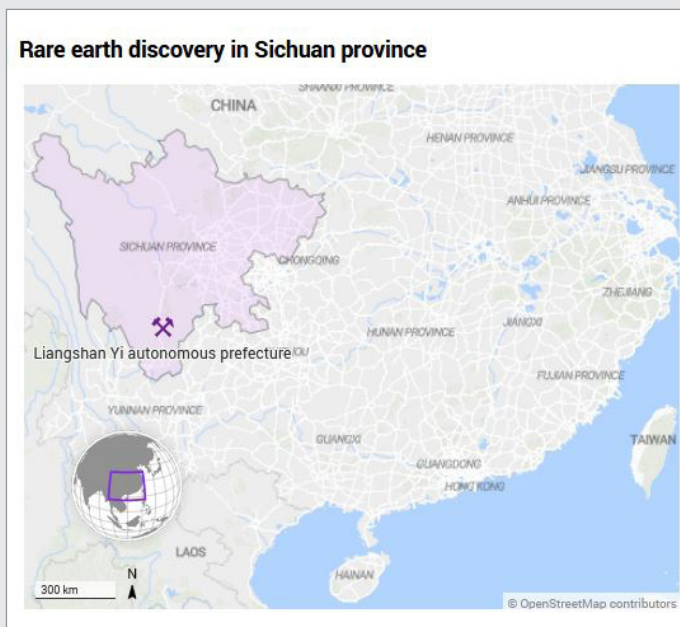 Rare earth discovery in Sichuan province
SHAANXI PROVINCE
CHINA
HENAN PROVINCE
JIANGSU PROVINCE
ANHUI PROVINCE
SICHUAN PROVINCE
CHONGQING
ZHEJIANG
JIANGXI
HUNAN PROVINCE
Liangshan Yi autonomous prefecture
FUJIAN PROVINCE
YUNNAN PROVINCE
GUANGXI
TAIWAN
GUANGDONG
HONG KONG
LAOS
N
HAINAN
300 km
© OpenStreetMap contributors